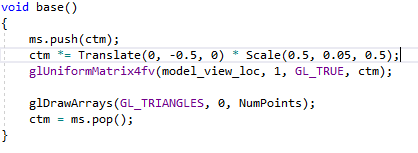 void base()
{
ms.push(ctm);
ctm *= Translate(0, -0.5, 0) * Scale(0.5, 0.05, 0.5);
glUniformMatrix4fv(model_view_loc, 1, GL_TRUE, ctm);
glDrawArrays(GL_TRIANGLES, 0, NumPoints);
ctm = ms.pop();
}